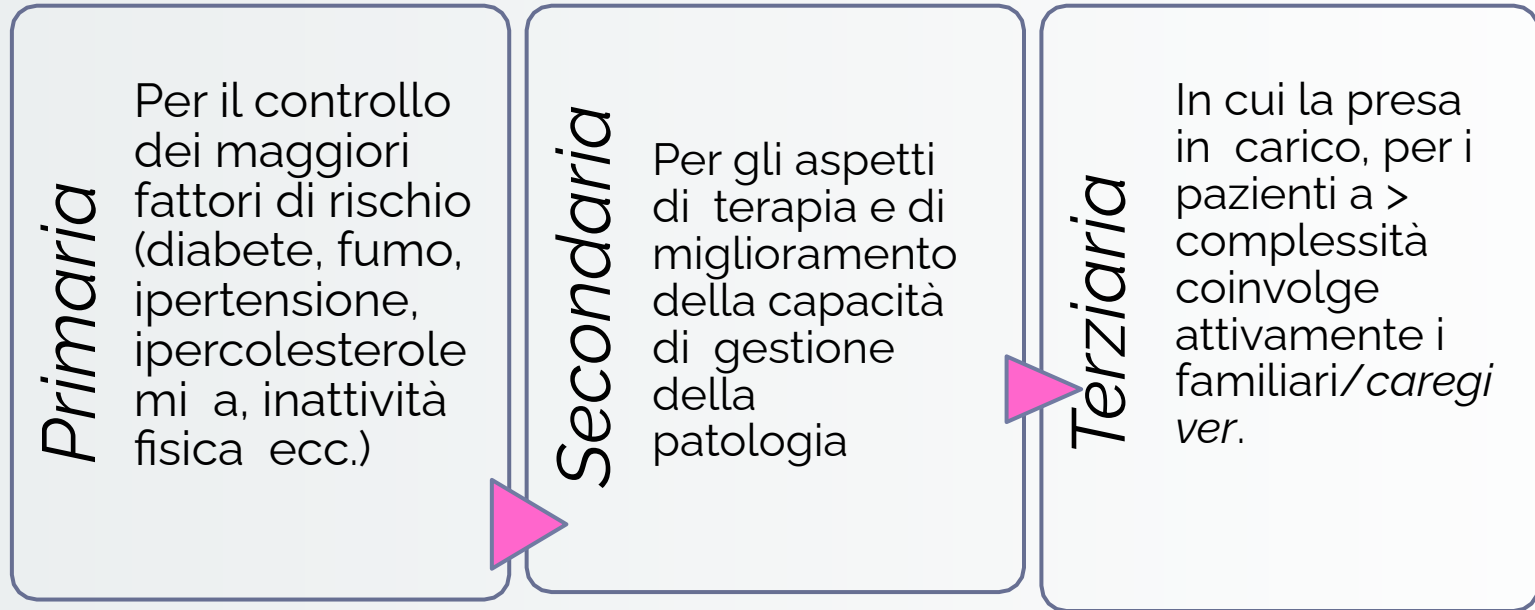 Primaria
Per il controllo
dei maggiori
fattori di rischio
(diabete, fumo,
ipertensione,
ipercolesterole
mi  a, inattività
fisica  ecc.)
Secondaria
Per gli aspetti
di  terapia e di
miglioramento
della capacità
di  gestione
della
patologia
Terziaria
In cui la presa
in  carico, per i
pazienti a >
complessità
coinvolge
attivamente i
familiari/caregi
ver.